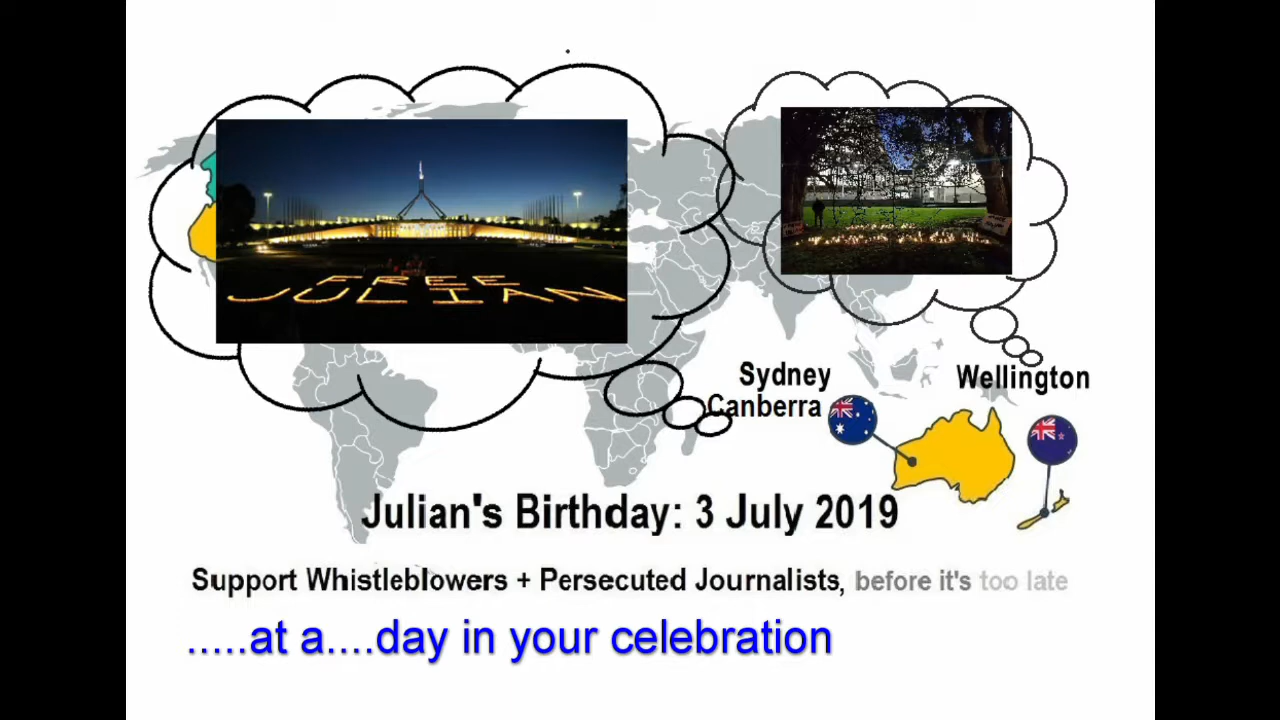 FREE
JULIAN
Sydney
Canberra
Wellington
Julian's Birthday: 3 July 2019
Support Whistleblowers + Persecuted Journalists, before it's too late
.....at a....day in your celebration